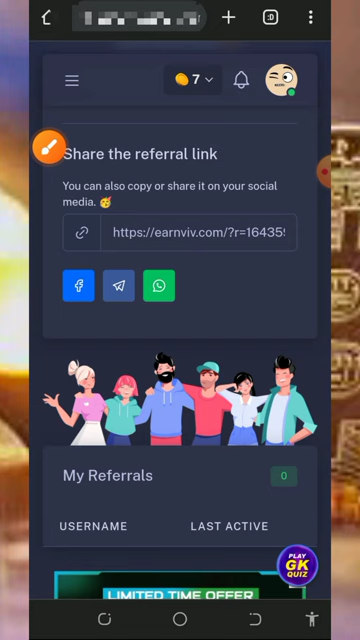 :D
7
Share the referral link
You can also copy or share it on your social
media. 🥳
https://earnviv.com/?r=16435
My Referrals
0
USERNAME
LAST ACTIVE
PLAY
GK
QUIZ
LIMITED TIME OFFER